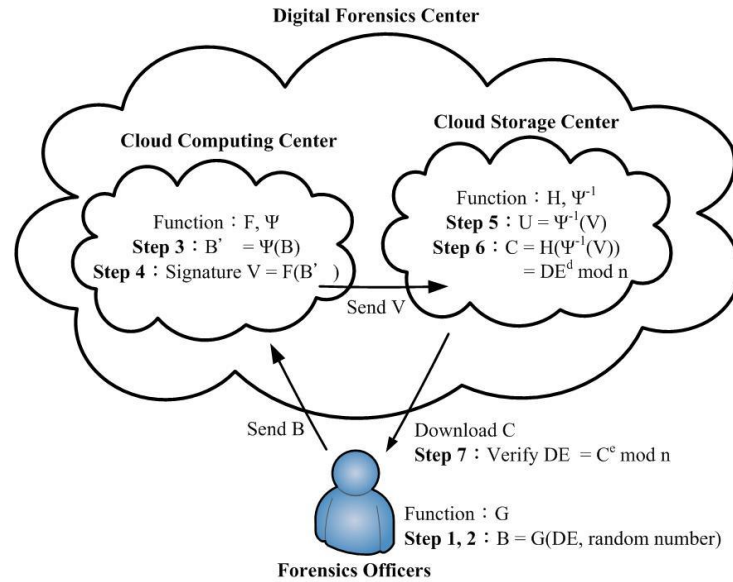 Digital Forensics Center
Cloud Computing Center
Function：F, Ψ
Step 3：B’ = Ψ(B)
Step 4：Signature V = F(B’ )
Cloud Storage Center
Function：H, Ψ⁻¹
Step 5：U = Ψ⁻¹(V)
Step 6：C = H(Ψ⁻¹(V))
= DEᵈ mod n
Send V
Send B
Download C
Step 7：Verify DE = Cᵉ mod n
Function：G
Step 1, 2：B = G(DE, random number)
Forensics Officers